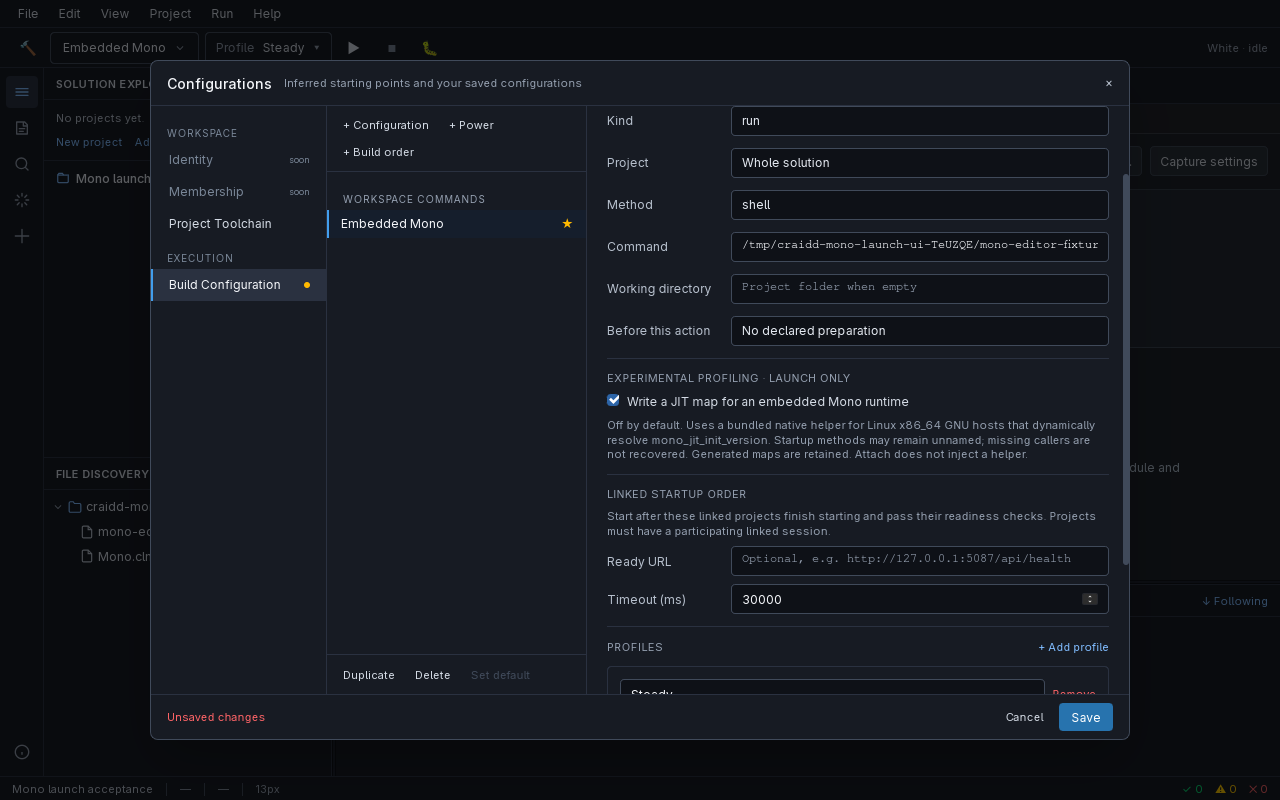 File Edit View Project Run Help
Embedded Mono Profile Steady White · idle
Configurations Inferred starting points and your saved configurations ×
SOLUTION EXPLO
No projects yet.
New project Ad
Mono launch
FILE DISCOVERY
craidd-mo
mono-ec
Mono.cln
WORKSPACE
Identity soon
Membership soon
Project Toolchain
EXECUTION
Build Configuration
+ Configuration + Power
+ Build order
WORKSPACE COMMANDS
Embedded Mono
Duplicate Delete Set default
Kind run
Project Whole solution
Method shell
Command /tmp/craidd-mono-launch-ui-TeUZQE/mono-editor-fixtur
Working directory Project folder when empty
Before this action No declared preparation
EXPERIMENTAL PROFILING · LAUNCH ONLY
Write a JIT map for an embedded Mono runtime
Off by default. Uses a bundled native helper for Linux x86_64 GNU hosts that dynamically
resolve mono_jit_init_version. Startup methods may remain unnamed; missing callers are
not recovered. Generated maps are retained. Attach does not inject a helper.
LINKED STARTUP ORDER
Start after these linked projects finish starting and pass their readiness checks. Projects
must have a participating linked session.
Ready URL Optional, e.g. http://127.0.0.1:5087/api/health
Timeout (ms) 30000
PROFILES + Add profile
Steady Remove
Capture settings
dule and
↓ Following
Unsaved changes Cancel Save
Mono launch acceptance — — 13px 0 0 0